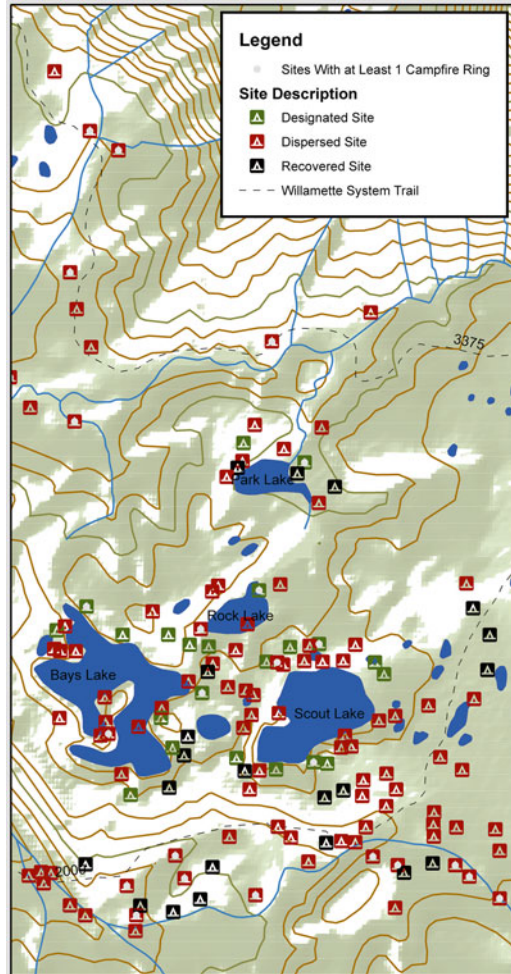 Legend
Sites With at Least 1 Campfire Ring
Site Description
Designated Site
Dispersed Site
Recovered Site
Willamette System Trail
3375
Park Lake
Rock Lake
Bays Lake
Scout Lake
2000